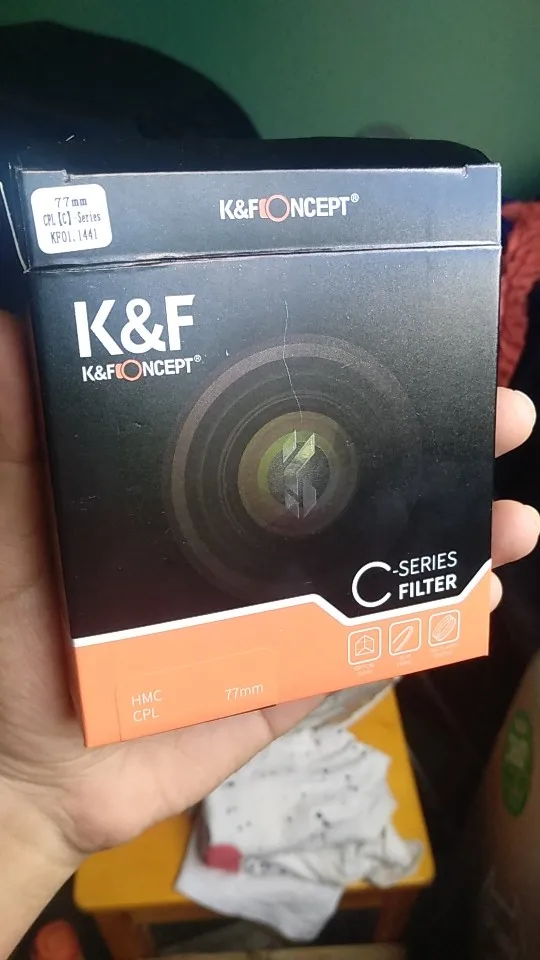 77mm
CPL【C】-Series
KF01.1441
K&FCONCEPT®
K&F
K&FCONCEPT®
C-SERIES
FILTER
HMC
CPL
77mm